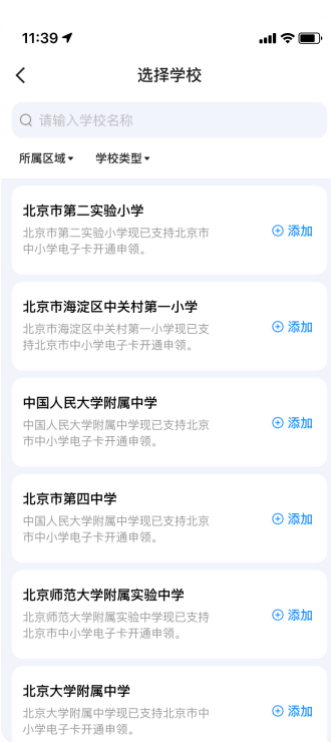 11:39
选择学校
请输入学校名称
所属区域 学校类型
北京市第二实验小学
北京市第二实验小学现已支持北京市
中小学电子卡开通申领。
添加
北京市海淀区中关村第一小学
北京市海淀区中关村第一小学现已支
持北京市中小学电子卡开通申领。
添加
中国人民大学附属中学
中国人民大学附属中学现已支持北京
市中小学电子卡开通申领。
添加
北京市第四中学
中国人民大学附属中学现已支持北京
市中小学电子卡开通申领。
添加
北京师范大学附属实验中学
北京师范大学附属实验中学现已支持
北京市中小学电子卡开通申领。
添加
北京大学附属中学
北京大学附属中学现已支持北京市中
小学电子卡开通申领。
添加